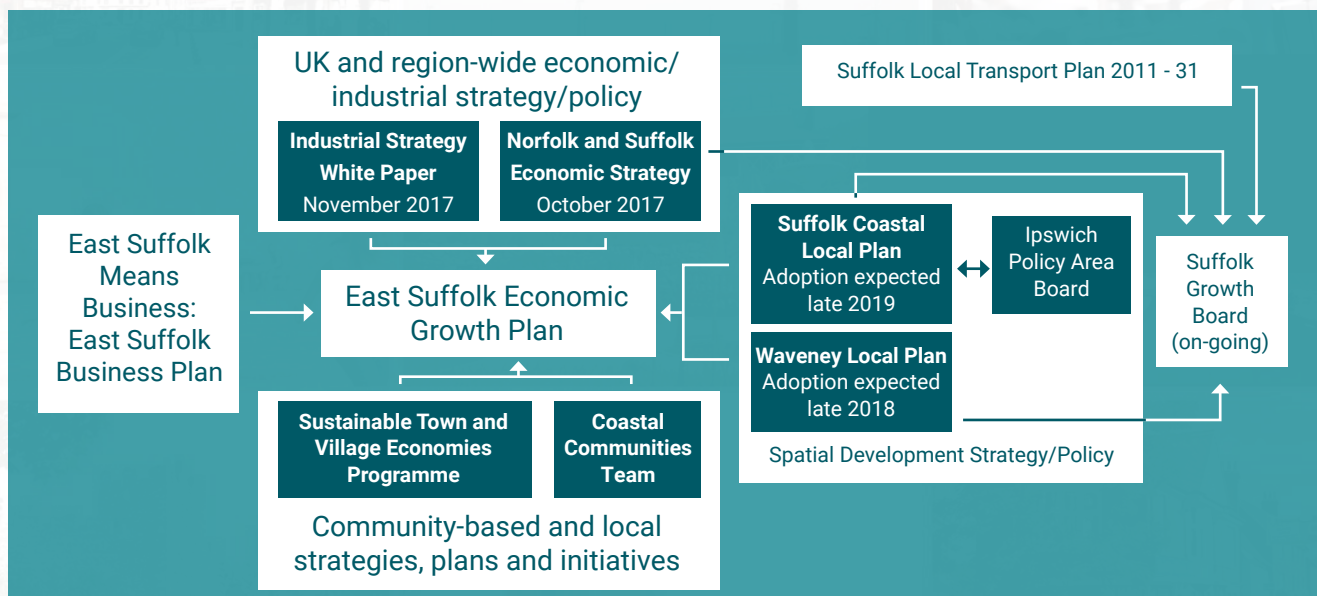 UK and region-wide economic/
industrial strategy/policy
Industrial Strategy
White Paper
November 2017
Norfolk and Suffolk
Economic Strategy
October 2017
Suffolk Local Transport Plan 2011 - 31
East Suffolk
Means
Business:
East Suffolk
Business Plan
East Suffolk Economic
Growth Plan
Suffolk Coastal
Local Plan
Adoption expected
late 2019
Ipswich
Policy Area
Board
Waveney Local Plan
Adoption expected
late 2018
Spatial Development Strategy/Policy
Suffolk
Growth
Board
(on-going)
Sustainable Town and
Village Economies
Programme
Coastal
Communities
Team
Community-based and local
strategies, plans and initiatives